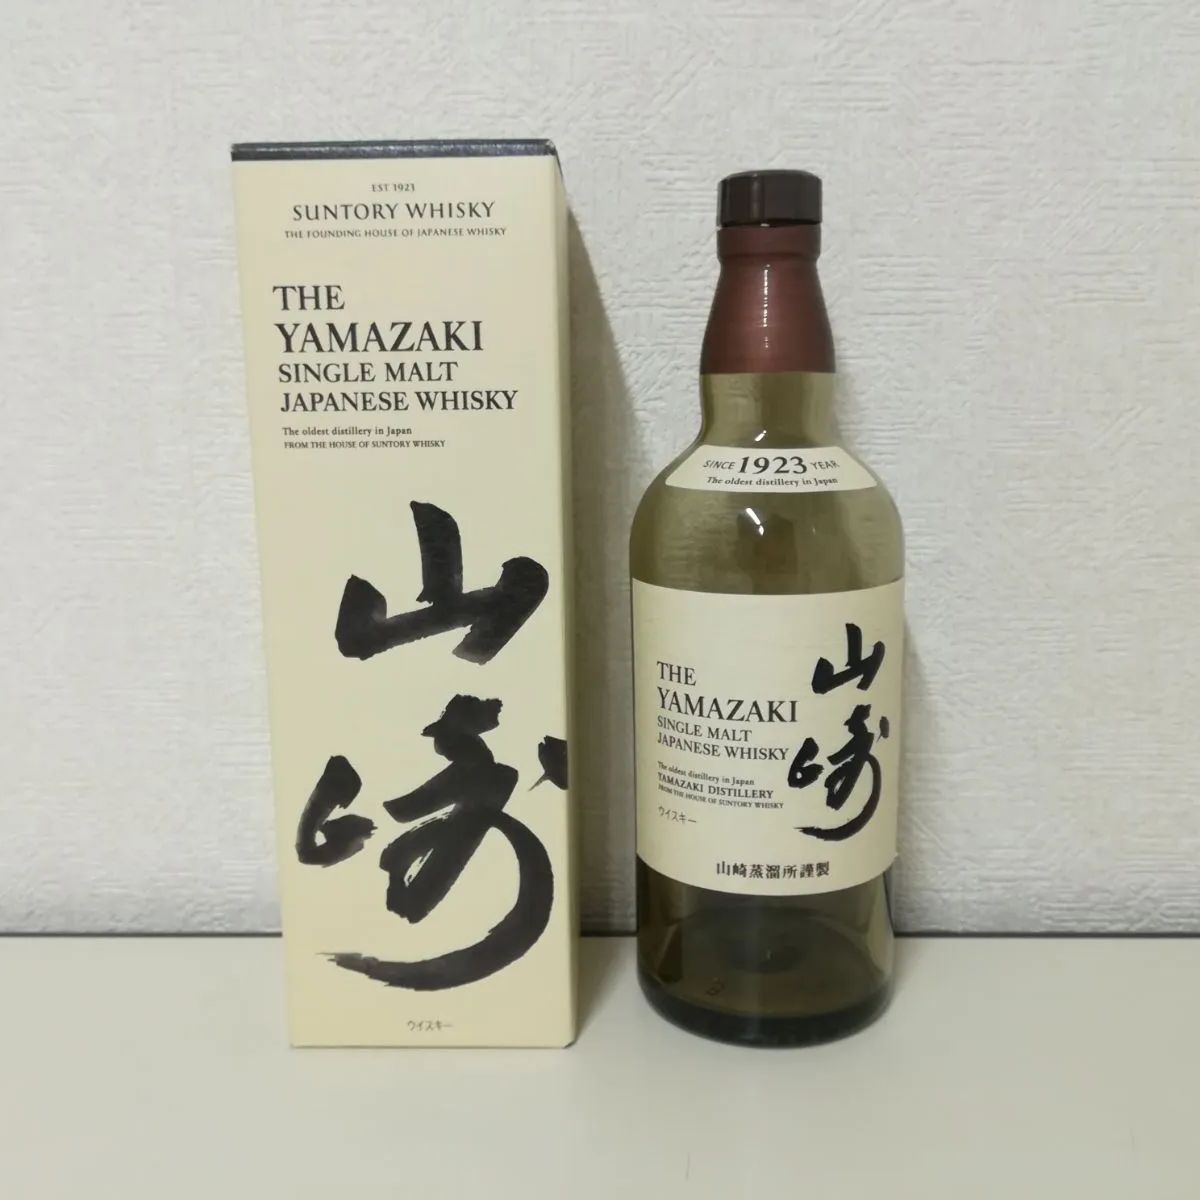 EST 1923
SUNTORY WHISKY
THE FOUNDING HOUSE OF JAPANESE WHISKY
THE
YAMAZAKI
SINGLE MALT
JAPANESE WHISKY
The oldest distillery in Japan
FROM THE HOUSE OF SUNTORY WHISKY
山
崎
ウイスキー
SINCE 1923 YEAR
The oldest distillery in Japan
THE
YAMAZAKI
SINGLE MALT
JAPANESE WHISKY
The oldest distillery in Japan
YAMAZAKI DISTILLERY
FROM THE HOUSE OF SUNTORY WHISKY
ウイスキー
山
崎
山崎蒸溜所謹製